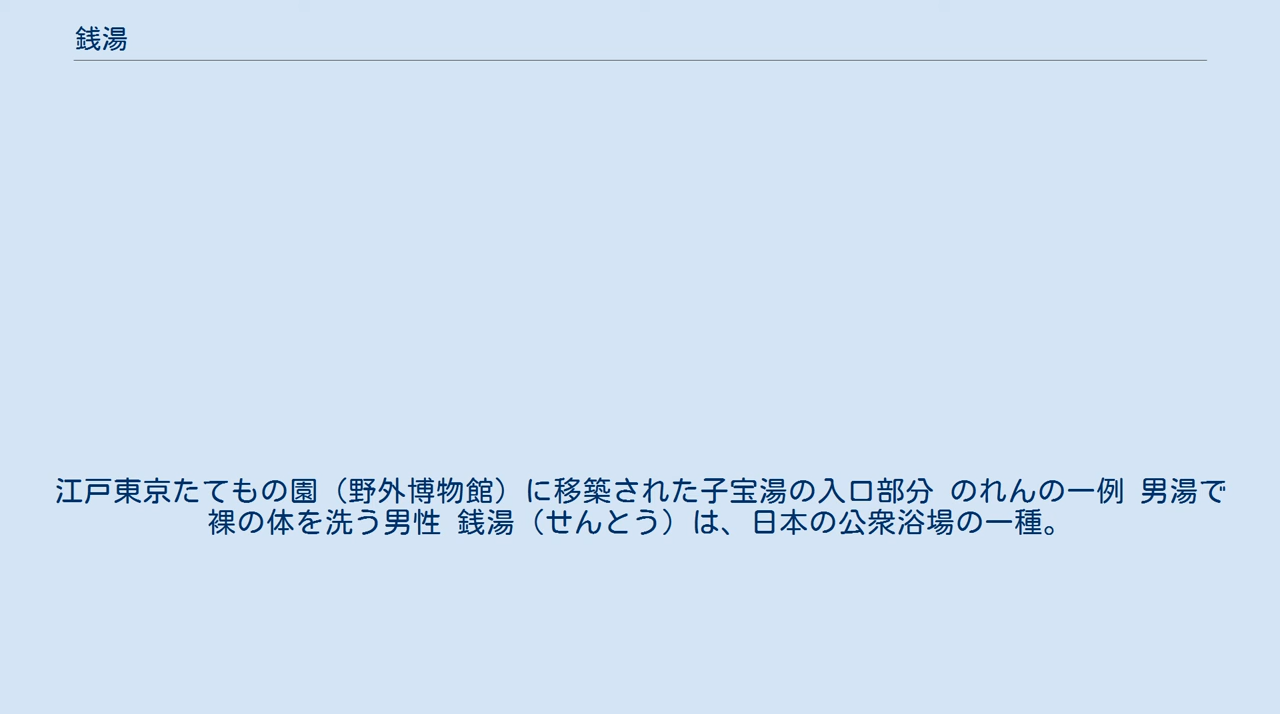 銭湯
江戸東京たてもの園（野外博物館）に移築された子宝湯の入口部分 のれんの一例 男湯で
裸の体を洗う男性 銭湯（せんとう）は、日本の公衆浴場の一種。